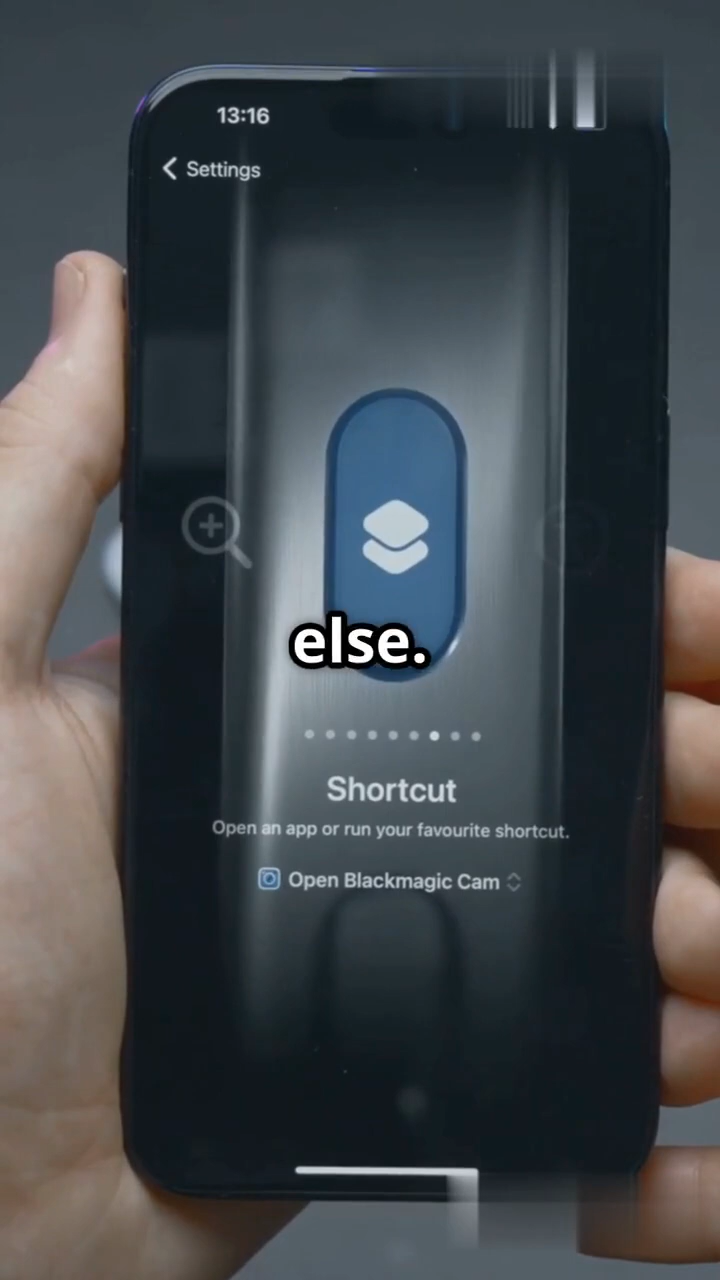 13:16
Settings
else.
Shortcut
Open an app or run your favourite shortcut.
Open Blackmagic Cam